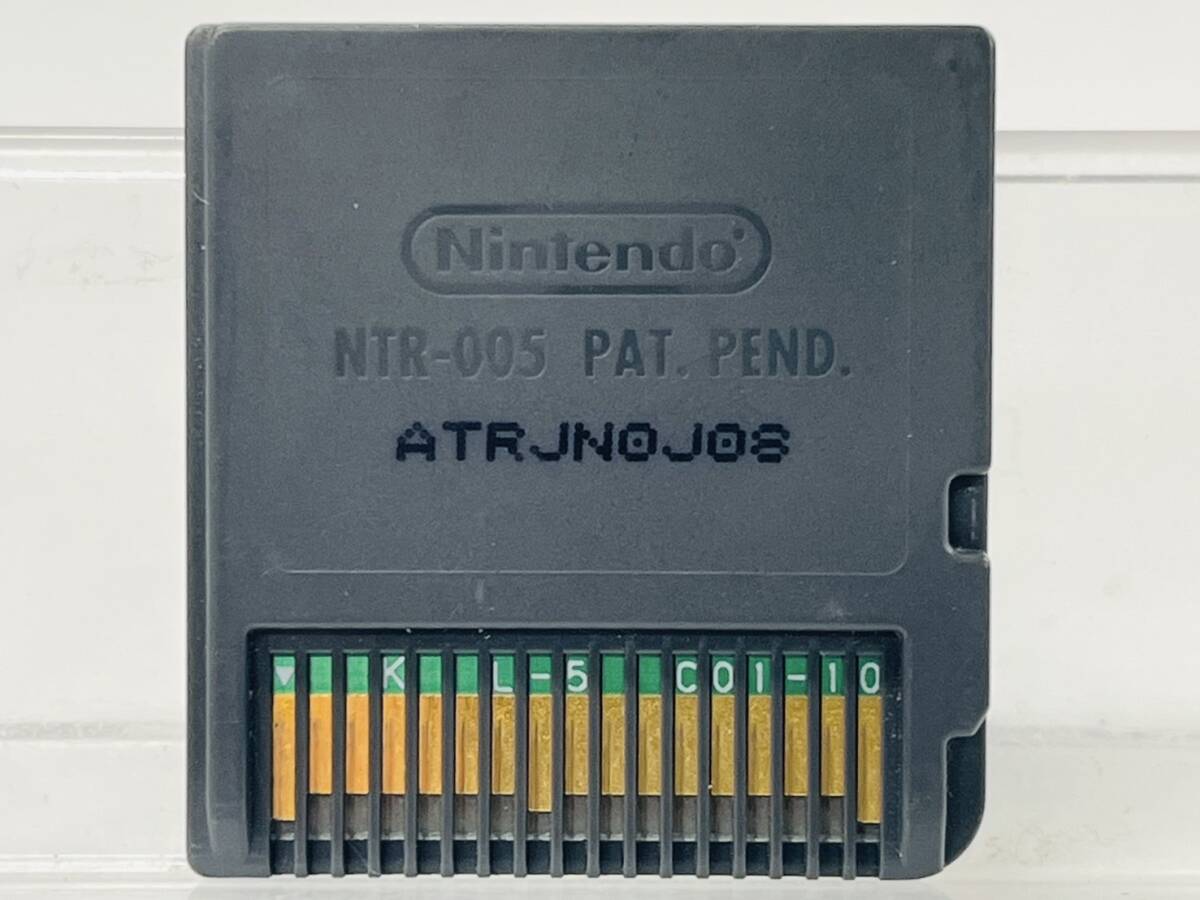 Nintendo
NTR-005 PAT. PEND.
ATRJN0J08
K L-5 C01-10